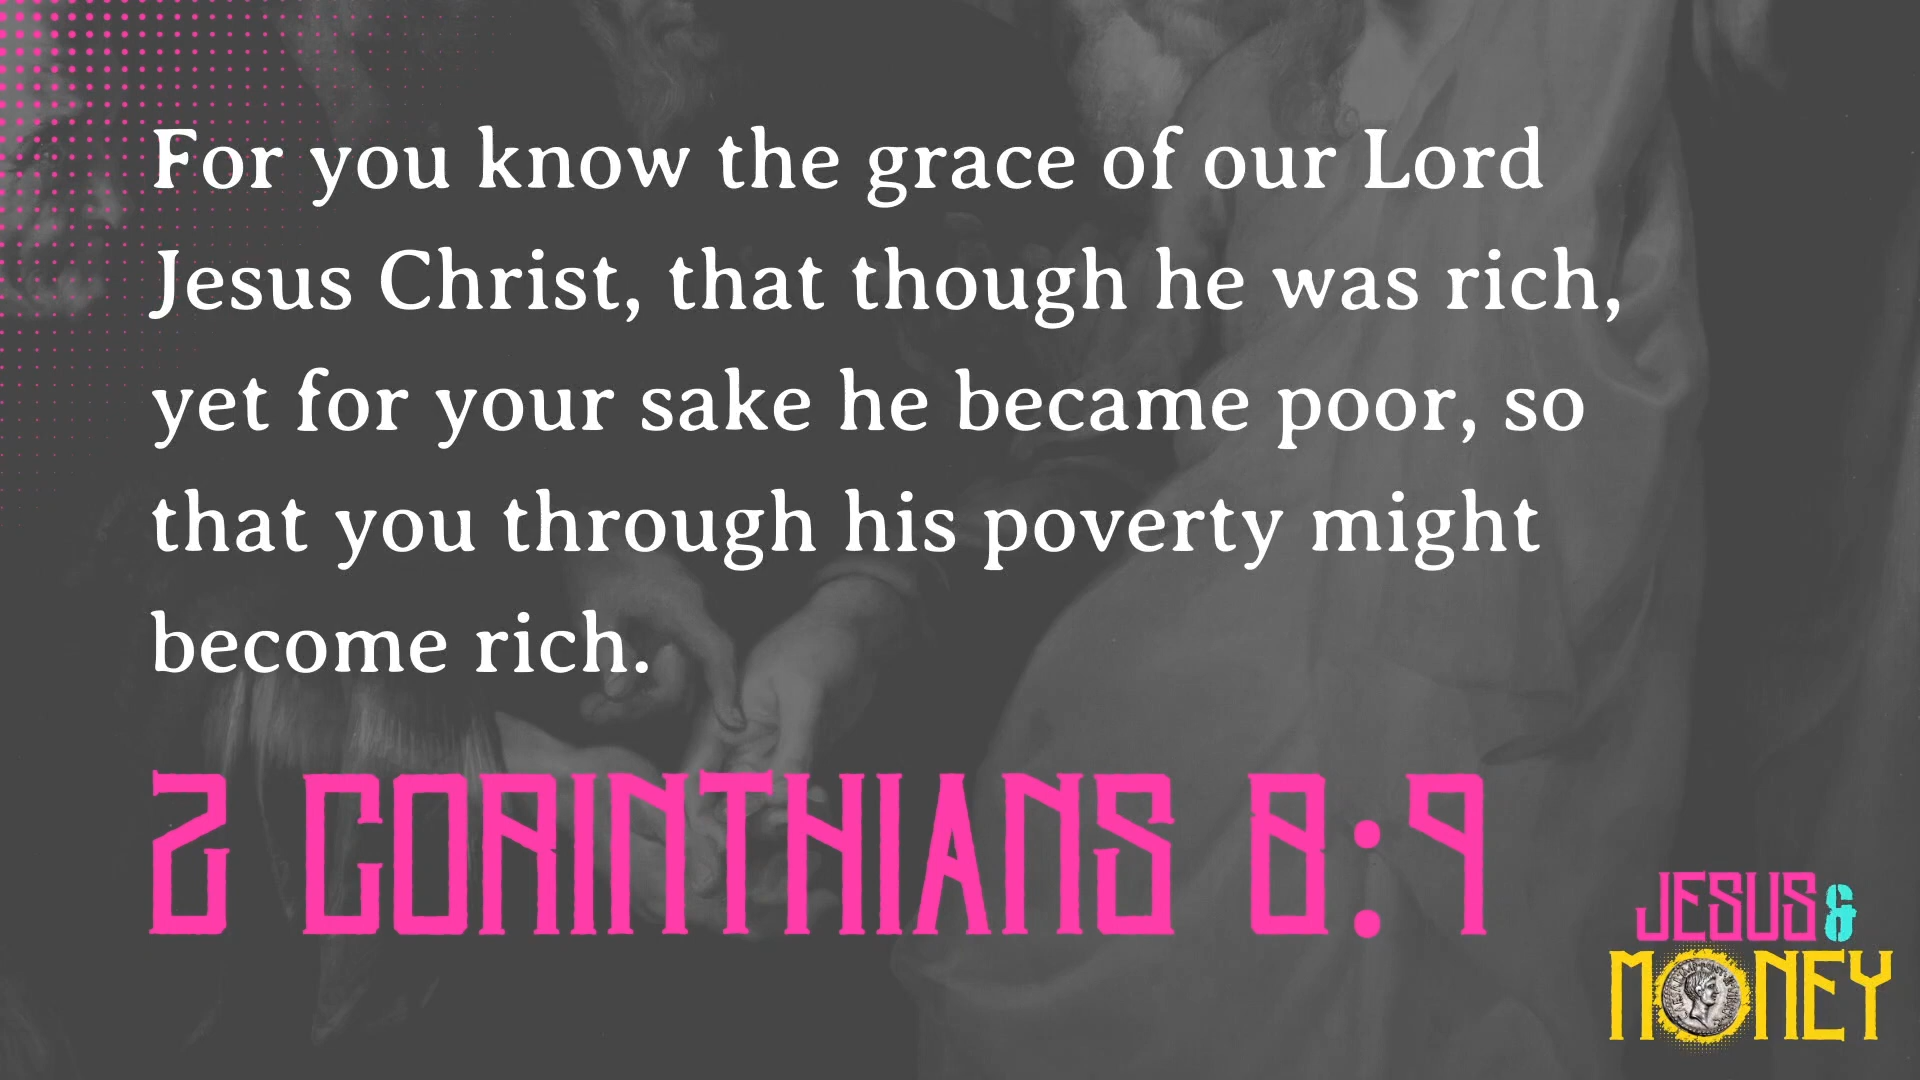 For you know the grace of our Lord
Jesus Christ, that though he was rich,
yet for your sake he became poor, so
that you through his poverty might
become rich.
2 CORINTHIANS 8:9
JESUS &
MONEY